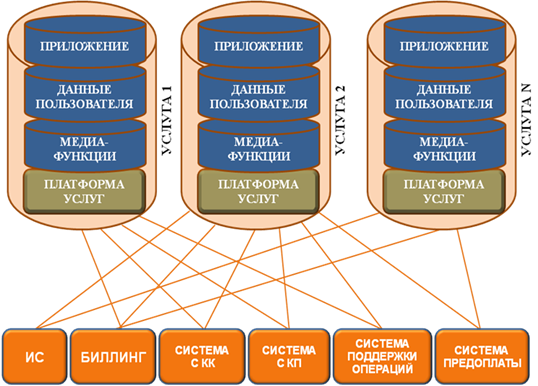 ПРИЛОЖЕНИЕ
ДАННЫЕ
ПОЛЬЗОВАТЕЛЯ
МЕДИА-
ФУНКЦИИ
ПЛАТФОРМА
УСЛУГ
УСЛУГА 1
ПРИЛОЖЕНИЕ
ДАННЫЕ
ПОЛЬЗОВАТЕЛЯ
МЕДИА-
ФУНКЦИИ
ПЛАТФОРМА
УСЛУГ
УСЛУГА 2
ПРИЛОЖЕНИЕ
ДАННЫЕ
ПОЛЬЗОВАТЕЛЯ
МЕДИА-
ФУНКЦИИ
ПЛАТФОРМА
УСЛУГ
УСЛУГА N
ИС
БИЛЛИНГ
СИСТЕМА
С КК
СИСТЕМА
С КП
СИСТЕМА
ПОДДЕРЖКИ
ОПЕРАЦИЙ
СИСТЕМА
ПРЕДОПЛАТЫ